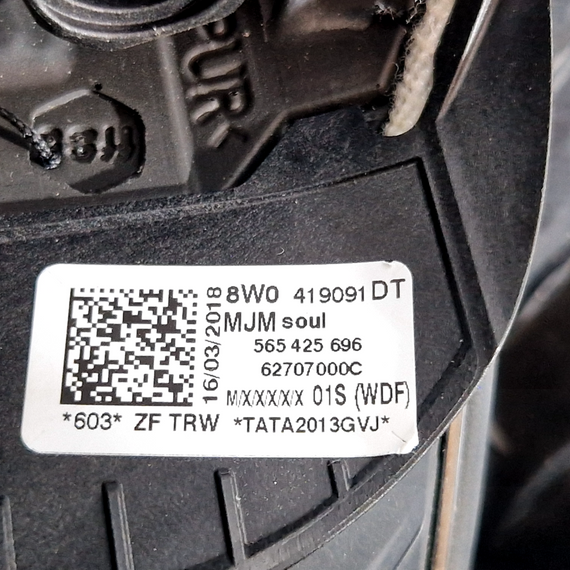 PUR<
16/03/2018
8W0 419091 DT
MJM soul
565 425 696
62707000C
M/X/X/X/X/X 01S (WDF)
*603* ZF TRW *TATA2013GVJ*